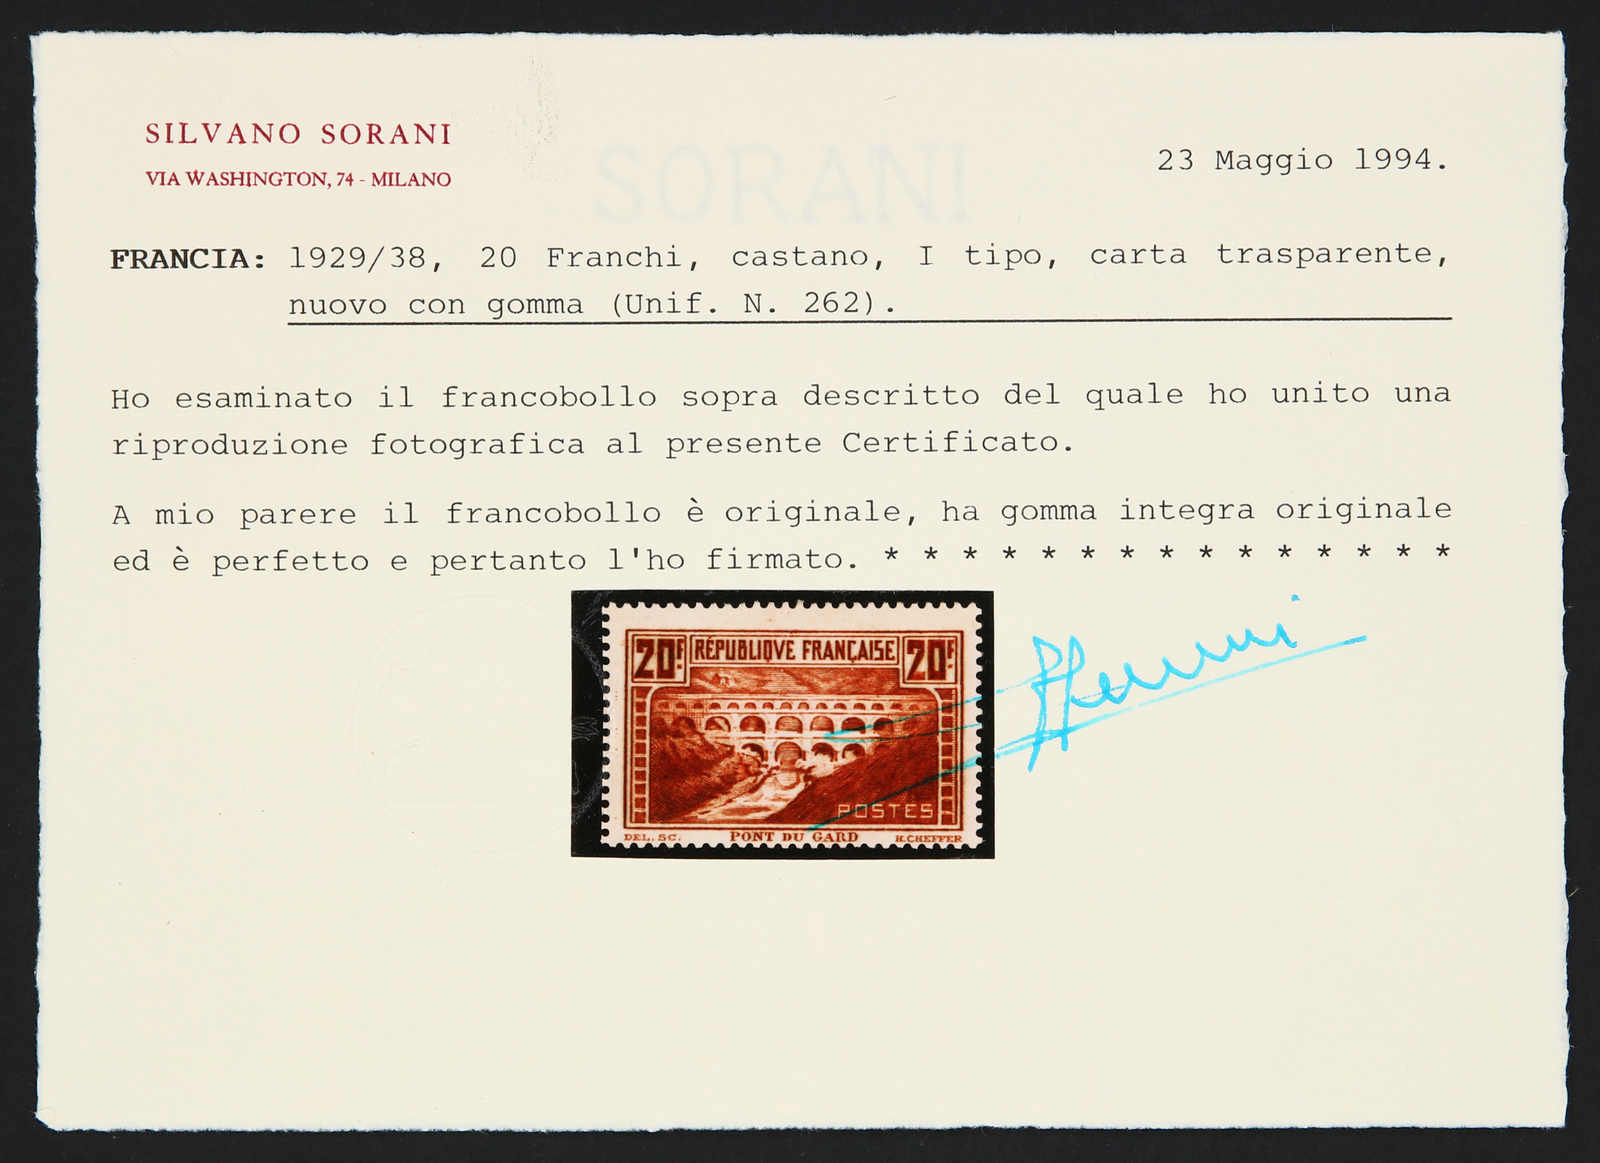 SILVANO SORANI
VIA WASHINGTON, 74 - MILANO
SORANI
23 Maggio 1994.
FRANCIA: 1929/38, 20 Franchi, castano, I tipo, carta trasparente,
nuovo con gomma (Unif. N. 262).
Ho esaminato il francobollo sopra descritto del quale ho unito una
riproduzione fotografica al presente Certificato.
A mio parere il francobollo è originale, ha gomma integra originale
ed è perfetto e pertanto l'ho firmato. * * * * * * * * * * * * * * *
20F RÉPUBLIQUE FRANÇAISE 20F
POSTES
DEL. SC. PONT DU GARD H.CHEFFER